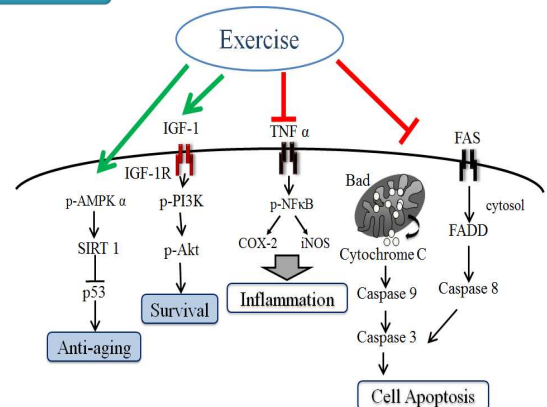 Exercise
IGF-1
TNF α
FAS
IGF-1R
Bad
p-AMPK α
p-PI3K
p-NFκB
cytosol
SIRT 1
p-Akt
COX-2
iNOS
FADD
Cytochrome C
p53
Survival
Inflammation
Caspase 9
Caspase 8
Anti-aging
Caspase 3
Cell Apoptosis